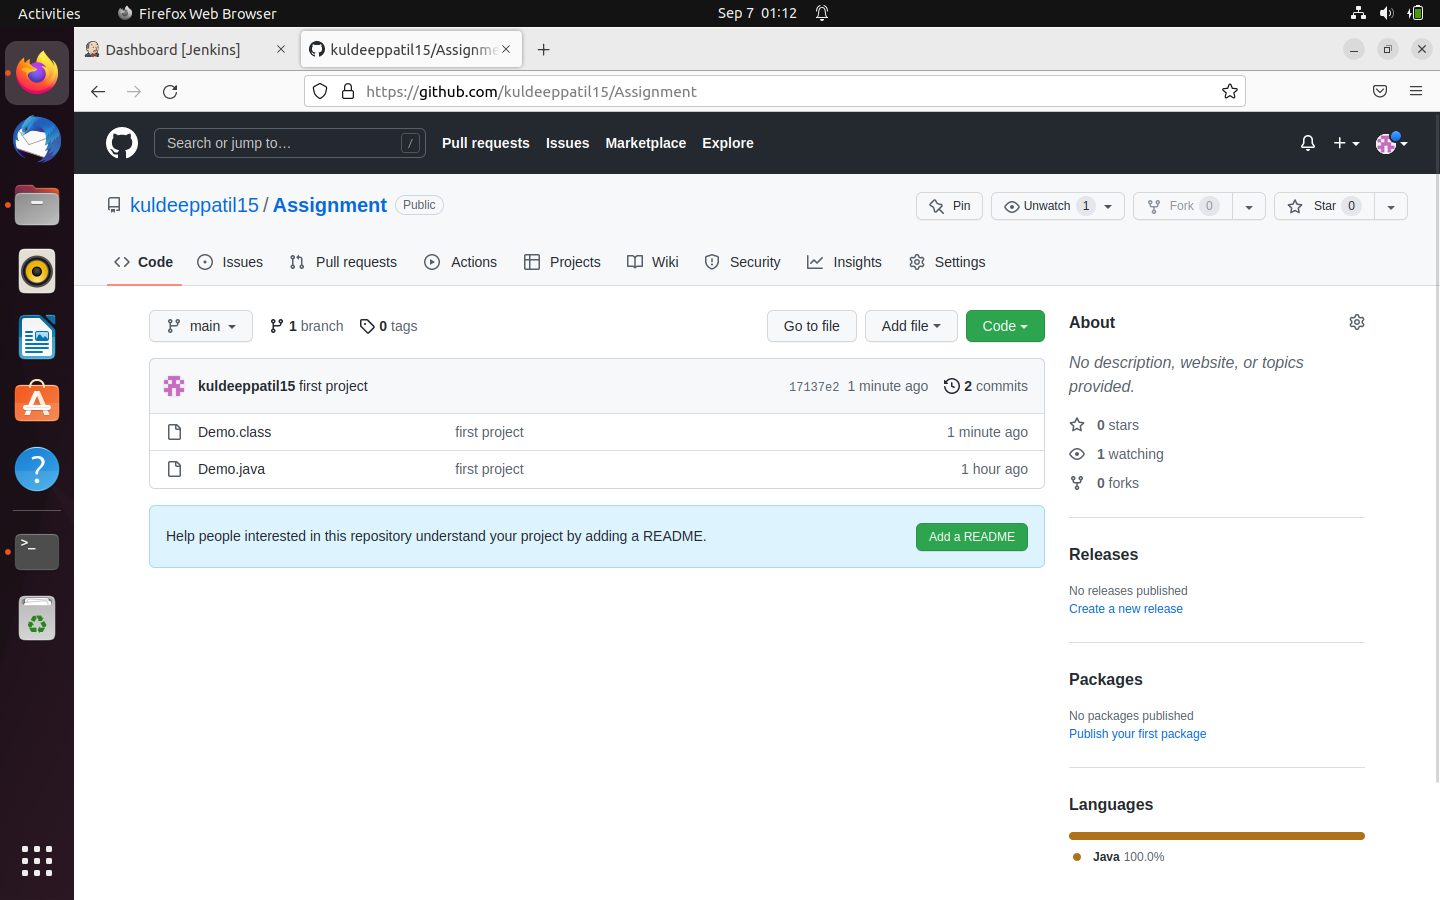 Activities Firefox Web Browser Sep 7 01:12
Dashboard [Jenkins] kuldeeppatil15/Assignme
https://github.com/kuldeeppatil15/Assignment
Search or jump to… / Pull requests Issues Marketplace Explore
kuldeeppatil15 / Assignment Public Pin Unwatch 1 Fork 0 Star 0
Code Issues Pull requests Actions Projects Wiki Security Insights Settings
main 1 branch 0 tags Go to file Add file Code
kuldeeppatil15 first project 17137e2 1 minute ago 2 commits
Demo.class first project 1 minute ago
Demo.java first project 1 hour ago
Help people interested in this repository understand your project by adding a README. Add a README
About
No description, website, or topics
provided.
0 stars
1 watching
0 forks
Releases
No releases published
Create a new release
Packages
No packages published
Publish your first package
Languages
Java 100.0%